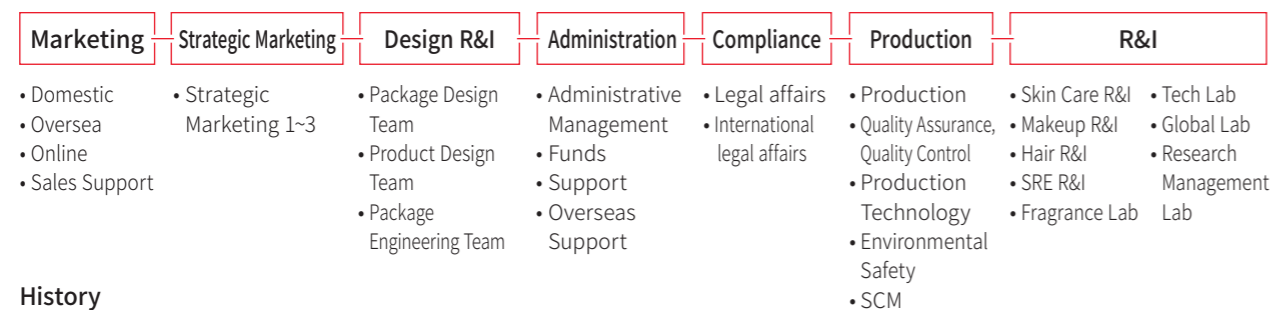 Marketing
Strategic Marketing
Design R&I
Administration
Compliance
Production
R&I
• Domestic
• Oversea
• Online
• Sales Support
• Strategic
Marketing 1~3
• Package Design
Team
• Product Design
Team
• Package
Engineering Team
• Administrative
Management
• Funds
• Support
• Overseas
Support
• Legal affairs
• International
legal affairs
• Production
• Quality Assurance,
Quality Control
• Production
Technology
• Environmental
Safety
• SCM
• Skin Care R&I
• Makeup R&I
• Hair R&I
• SRE R&I
• Fragrance Lab
• Tech Lab
• Global Lab
• Research
Management
Lab
History